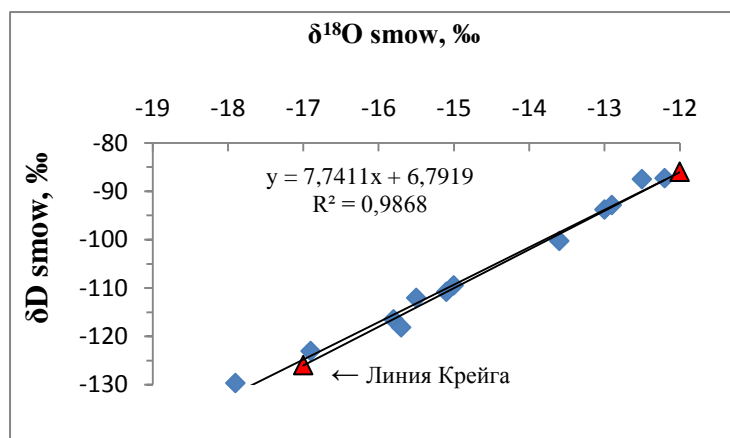 δ¹⁸O smow, ‰
-19 -18 -17 -16 -15 -14 -13 -12
-80
y = 7,7411x + 6,7919
-90
R² = 0,9868
-100
δD smow, ‰
-110
-120
← Линия Крейга
-130